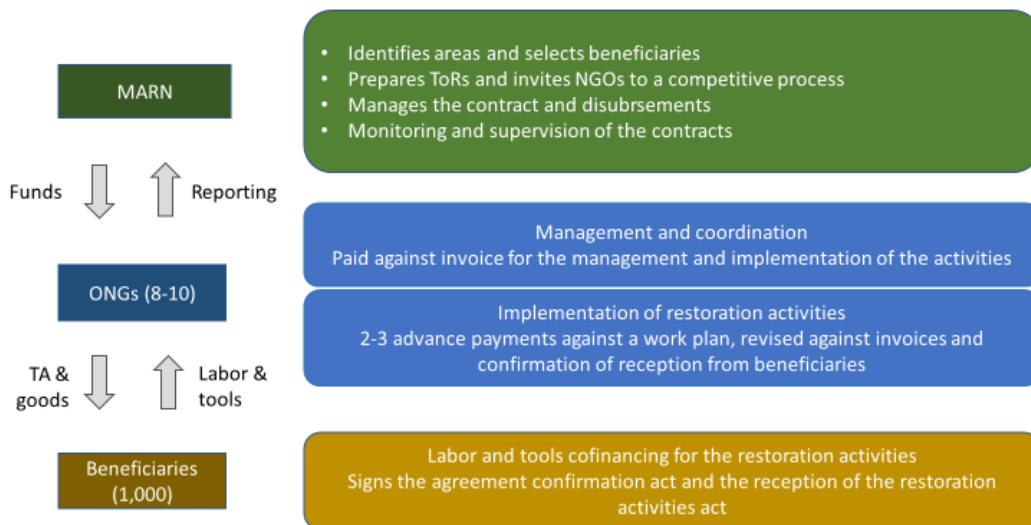 MARN
• Identifies areas and selects beneficiaries
• Prepares ToRs and invites NGOs to a competitive process
• Manages the contract and disubrsements
• Monitoring and supervision of the contracts
Funds
Reporting
ONGs (8-10)
Management and coordination
Paid against invoice for the management and implementation of the activities
Implementation of restoration activities
2-3 advance payments against a work plan, revised against invoices and
confirmation of reception from beneficiaries
TA &
goods
Labor &
tools
Beneficiaries
(1,000)
Labor and tools cofinancing for the restoration activities
Signs the agreement confirmation act and the reception of the restoration
activities act